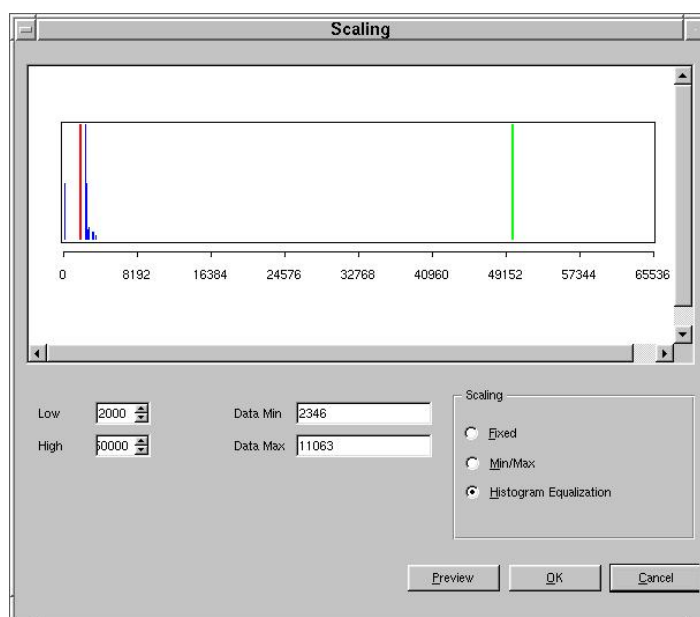 Scaling
0 8192 16384 24576 32768 40960 49152 57344 65536
Low 2000 Data Min 2346
High 50000 Data Max 11063
Scaling
Fixed
Min/Max
Histogram Equalization
Preview OK Cancel